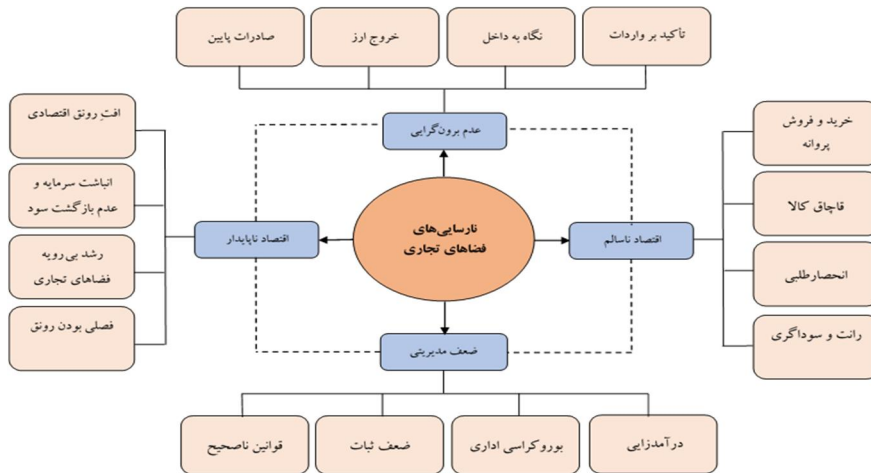 تأکید بر واردات
نگاه به داخل
خروج ارز
صادرات پایین
عدم برون‌گرایی
خرید و فروش
پروانه
قاچاق کالا
انحصارطلبی
رانت و سوداگری
اقتصاد ناسالم
نارسایی‌های
فضاهای تجاری
اقتصاد ناپایدار
افتِ رونق اقتصادی
انباشت سرمایه و
عدم بازگشت سود
رشد بی‌رویه
فضاهای تجاری
فصلی بودن رونق
ضعف مدیریتی
درآمدزایی
بوروکراسی اداری
ضعف ثبات
قوانین ناصحیح